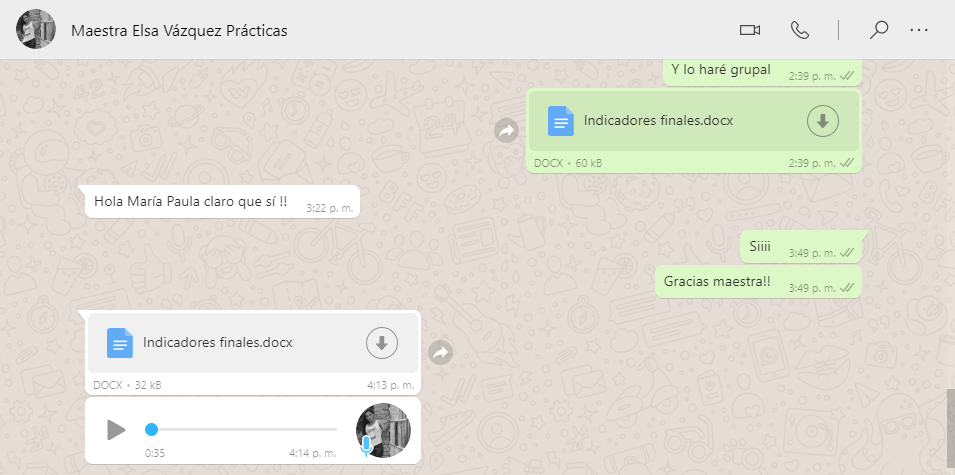 Maestra Elsa Vázquez Prácticas
Y lo haré grupal 2:39 p. m.
Indicadores finales.docx
DOCX • 60 kB 2:39 p. m.
Hola María Paula claro que sí !! 3:22 p. m.
Siiii 3:49 p. m.
Gracias maestra!! 3:49 p. m.
Indicadores finales.docx
DOCX • 32 kB 4:13 p. m.
0:35 4:14 p. m.